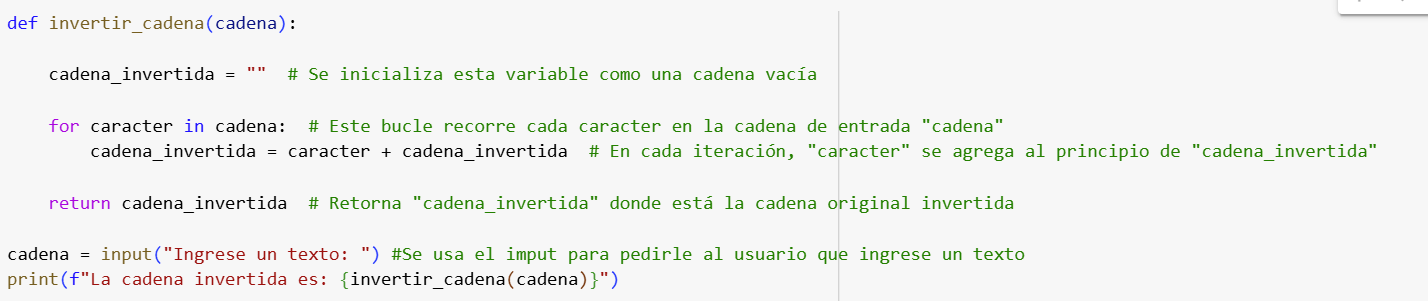 def invertir_cadena(cadena):
    cadena_invertida = ""  # Se inicializa esta variable como una cadena vacía
    for caracter in cadena:  # Este bucle recorre cada caracter en la cadena de entrada "cadena"
        cadena_invertida = caracter + cadena_invertida  # En cada iteración, "caracter" se agrega al principio de "cadena_invertida"
    return cadena_invertida  # Retorna "cadena_invertida" donde está la cadena original invertida
cadena = input("Ingrese un texto: ") #Se usa el imput para pedirle al usuario que ingrese un texto
print(f"La cadena invertida es: {invertir_cadena(cadena)}")